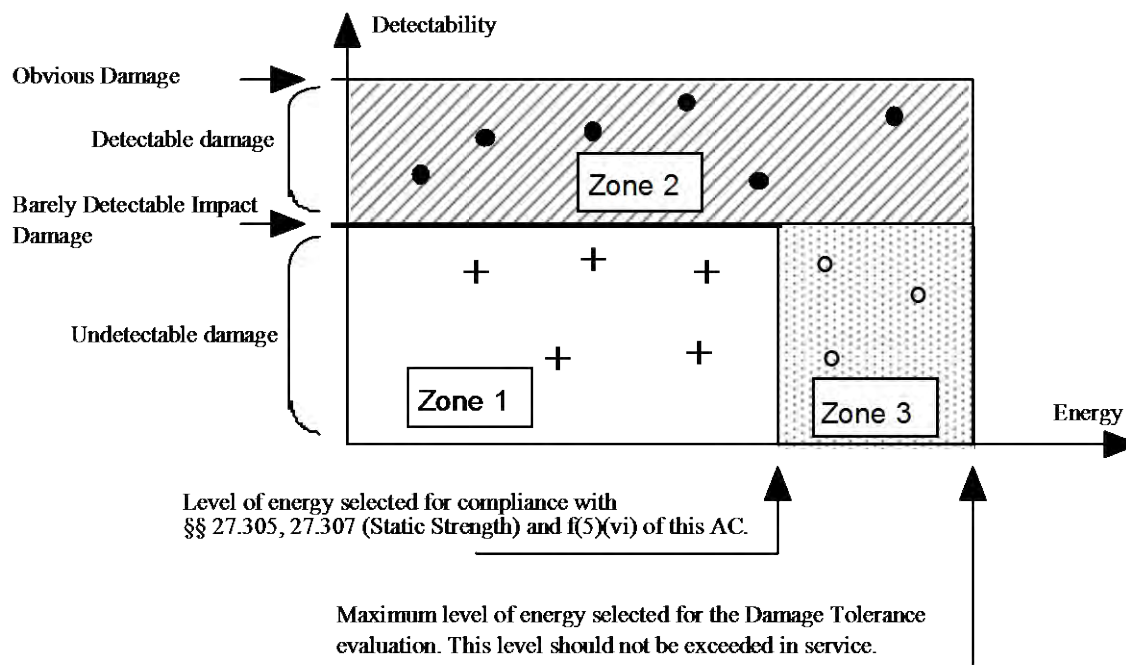 Detectability
Obvious Damage
Detectable damage
Zone 2
Barely Detectable Impact
Damage
Undetectable damage
Zone 1
Zone 3
Energy
Level of energy selected for compliance with
§§ 27.305, 27.307 (Static Strength) and f(5)(vi) of this AC.
Maximum level of energy selected for the Damage Tolerance
evaluation. This level should not be exceeded in service.